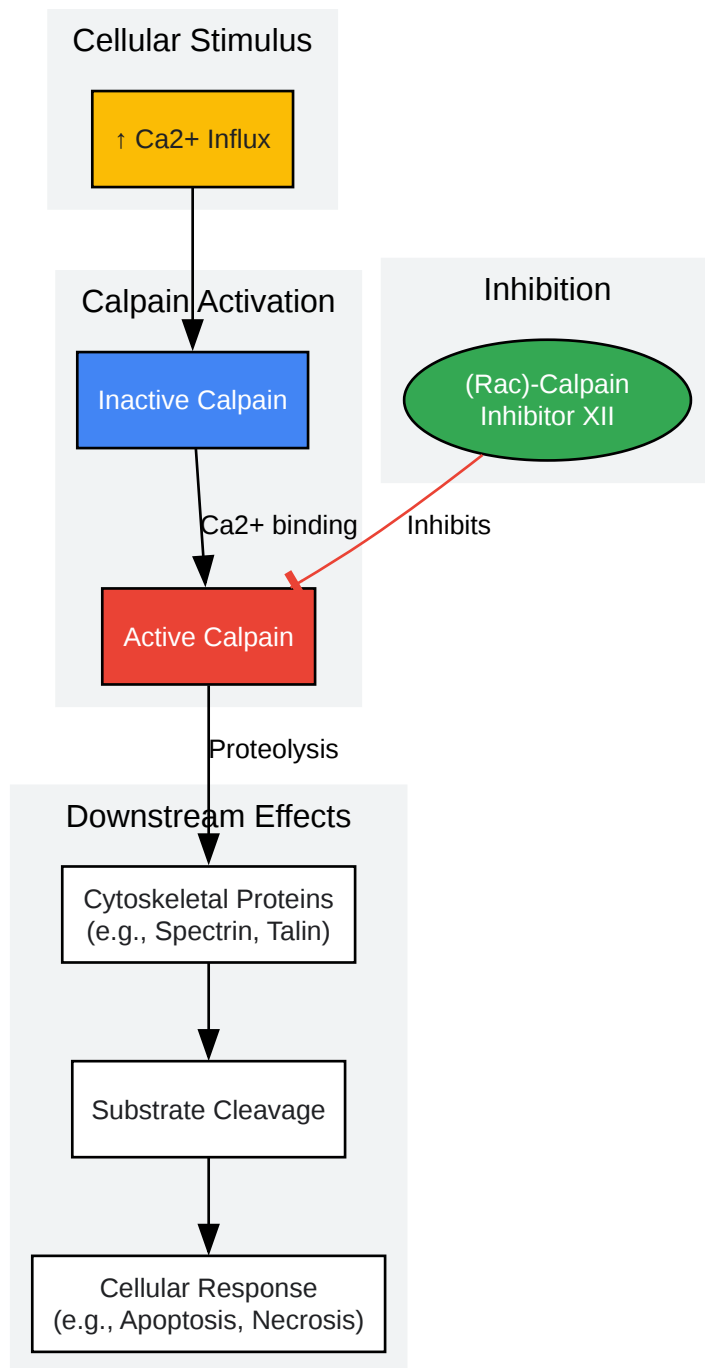 Cellular Stimulus
↑ Ca2+ Influx
Calpain Activation
Inhibition
Inactive Calpain
(Rac)-Calpain
Inhibitor XII
Ca2+ binding
Inhibits
Active Calpain
Proteolysis
Downstream Effects
Cytoskeletal Proteins
(e.g., Spectrin, Talin)
Substrate Cleavage
Cellular Response
(e.g., Apoptosis, Necrosis)